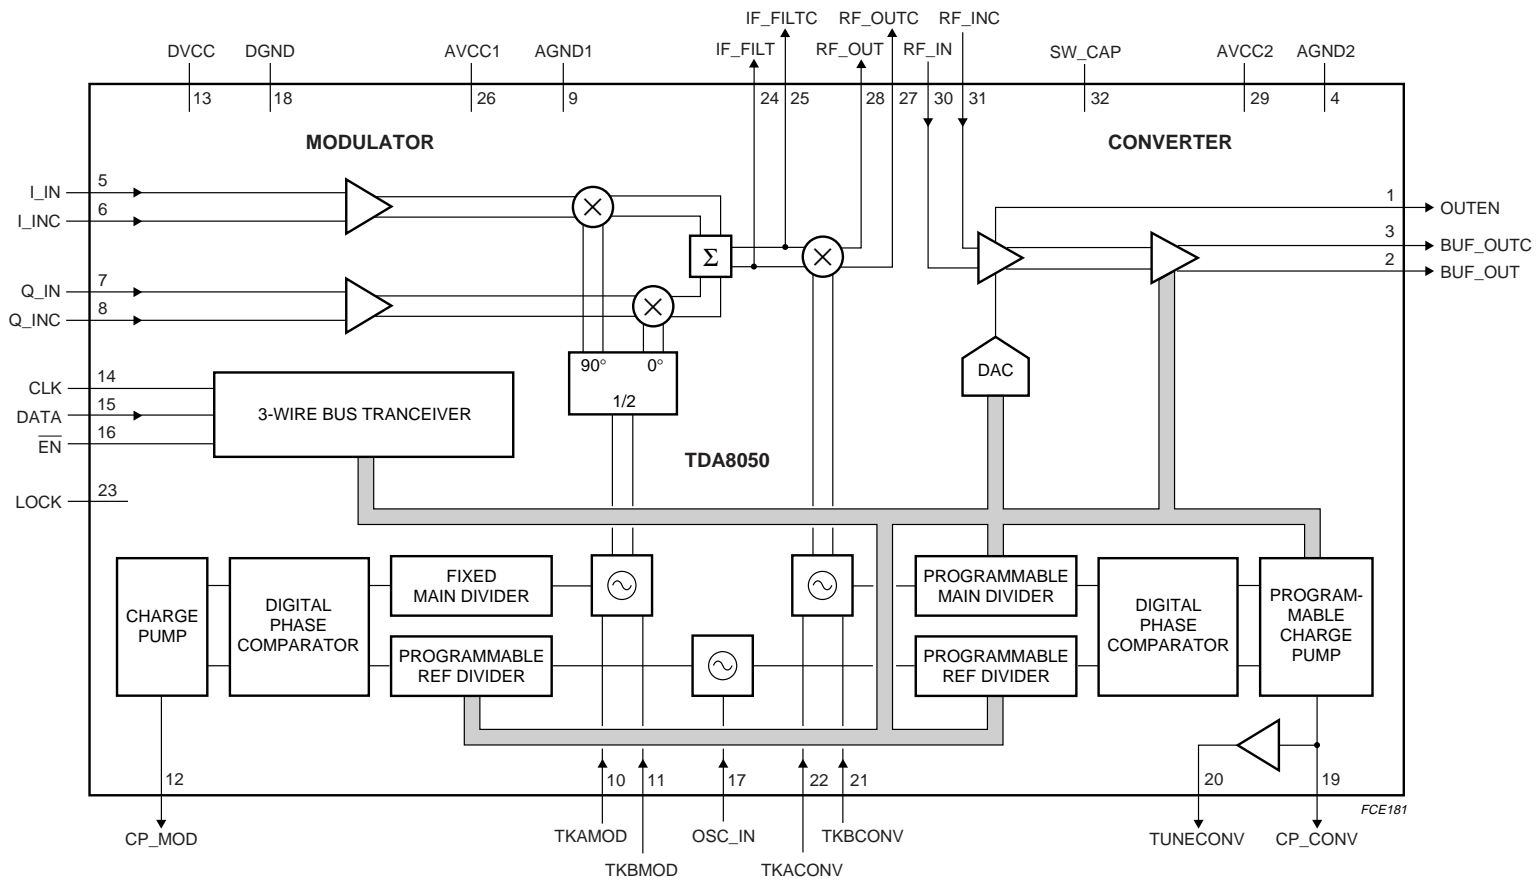 IF_FILTC RF_OUTC RF_INC
DVCC DGND AVCC1 AGND1 IF_FILT RF_OUT RF_IN SW_CAP AVCC2 AGND2
13 18 26 9 24 25 28 27 30 31 32 29 4
MODULATOR CONVERTER
I_IN 5
I_INC 6
1 OUTEN
3 BUF_OUTC
2 BUF_OUT
Σ
Q_IN 7
Q_INC 8
90° 0°
1/2
DAC
CLK 14
DATA 15
EN 16
3-WIRE BUS TRANCEIVER
TDA8050
LOCK 23
CHARGE
PUMP
DIGITAL
PHASE
COMPARATOR
FIXED
MAIN DIVIDER
PROGRAMMABLE
REF DIVIDER
PROGRAMMABLE
MAIN DIVIDER
PROGRAMMABLE
REF DIVIDER
DIGITAL
PHASE
COMPARATOR
PROGRAM-
MABLE
CHARGE
PUMP
12 10 11 17 22 21 20 19
FCE181
CP_MOD TKAMOD OSC_IN TKBCONV TUNECONV CP_CONV
TKBMOD TKACONV